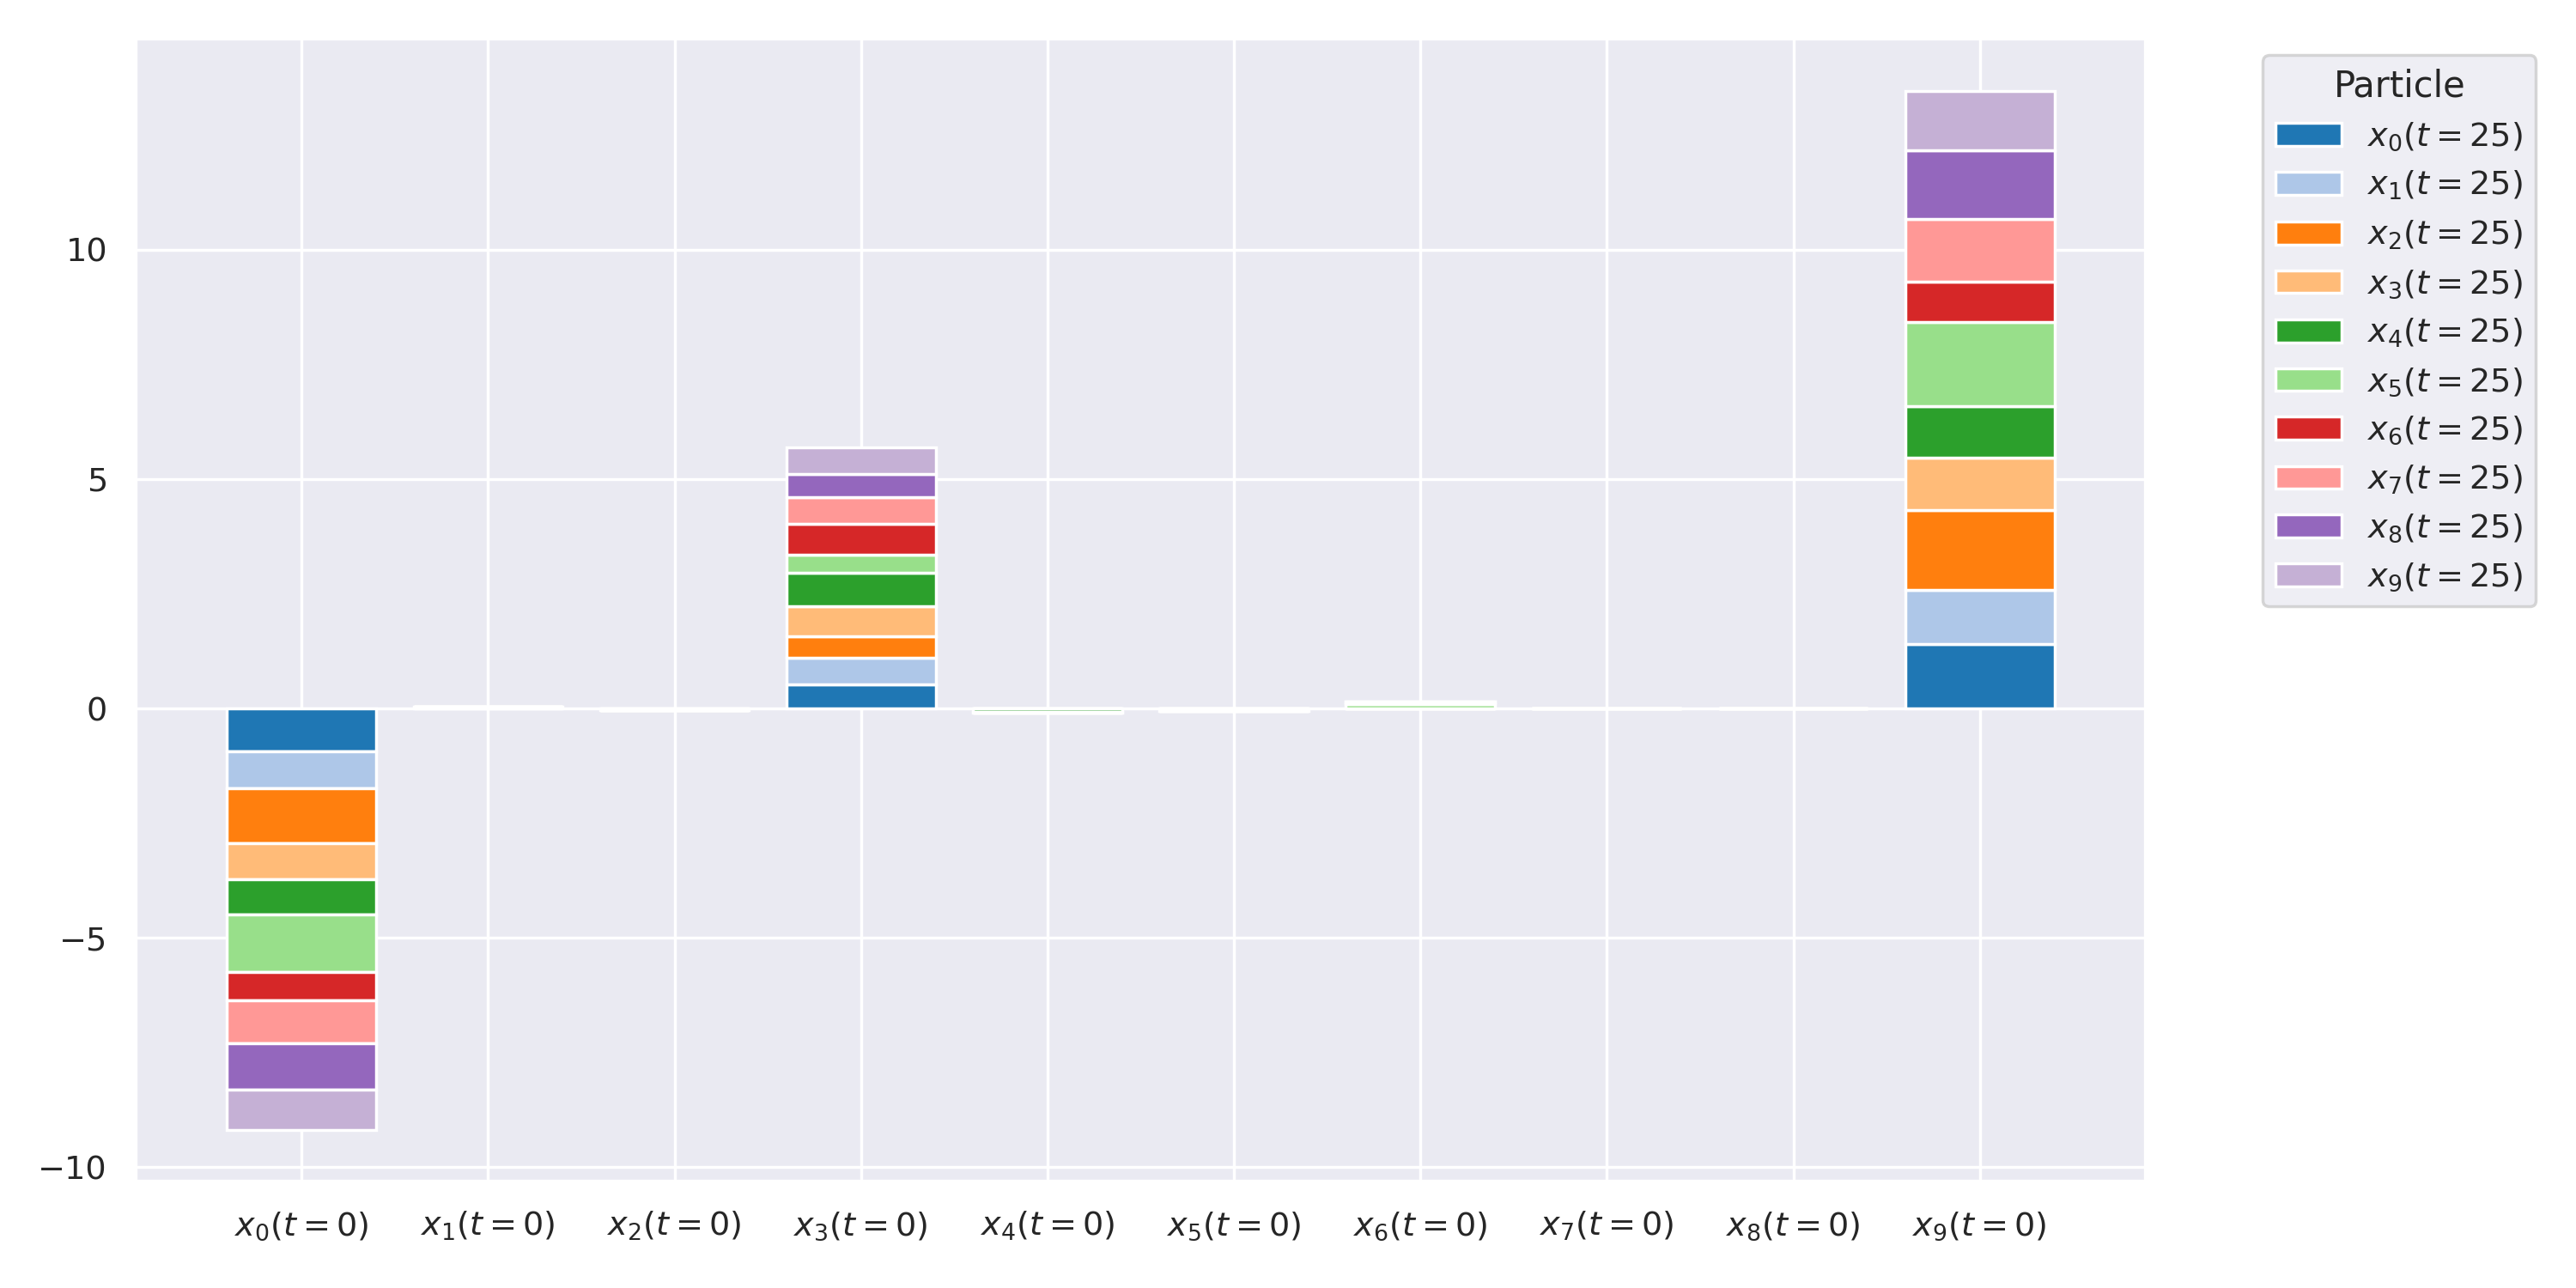 Particle
x₀(t = 25)
x₁(t = 25)
x₂(t = 25)
x₃(t = 25)
x₄(t = 25)
x₅(t = 25)
x₆(t = 25)
x₇(t = 25)
x₈(t = 25)
x₉(t = 25)
10
5
0
−5
−10
x₀(t = 0) x₁(t = 0) x₂(t = 0) x₃(t = 0) x₄(t = 0) x₅(t = 0) x₆(t = 0) x₇(t = 0) x₈(t = 0) x₉(t = 0)